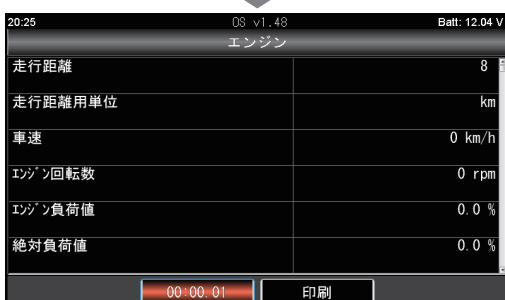 20:25 OS v1.48 Batt: 12.04 V
エンジン
走行距離 8
走行距離用単位 km
車速 0 km/h
ｴﾝｼﾞﾝ回転数 0 rpm
ｴﾝｼﾞﾝ負荷値 0.0 %
絶対負荷値 0.0 %
00:00.01 印刷